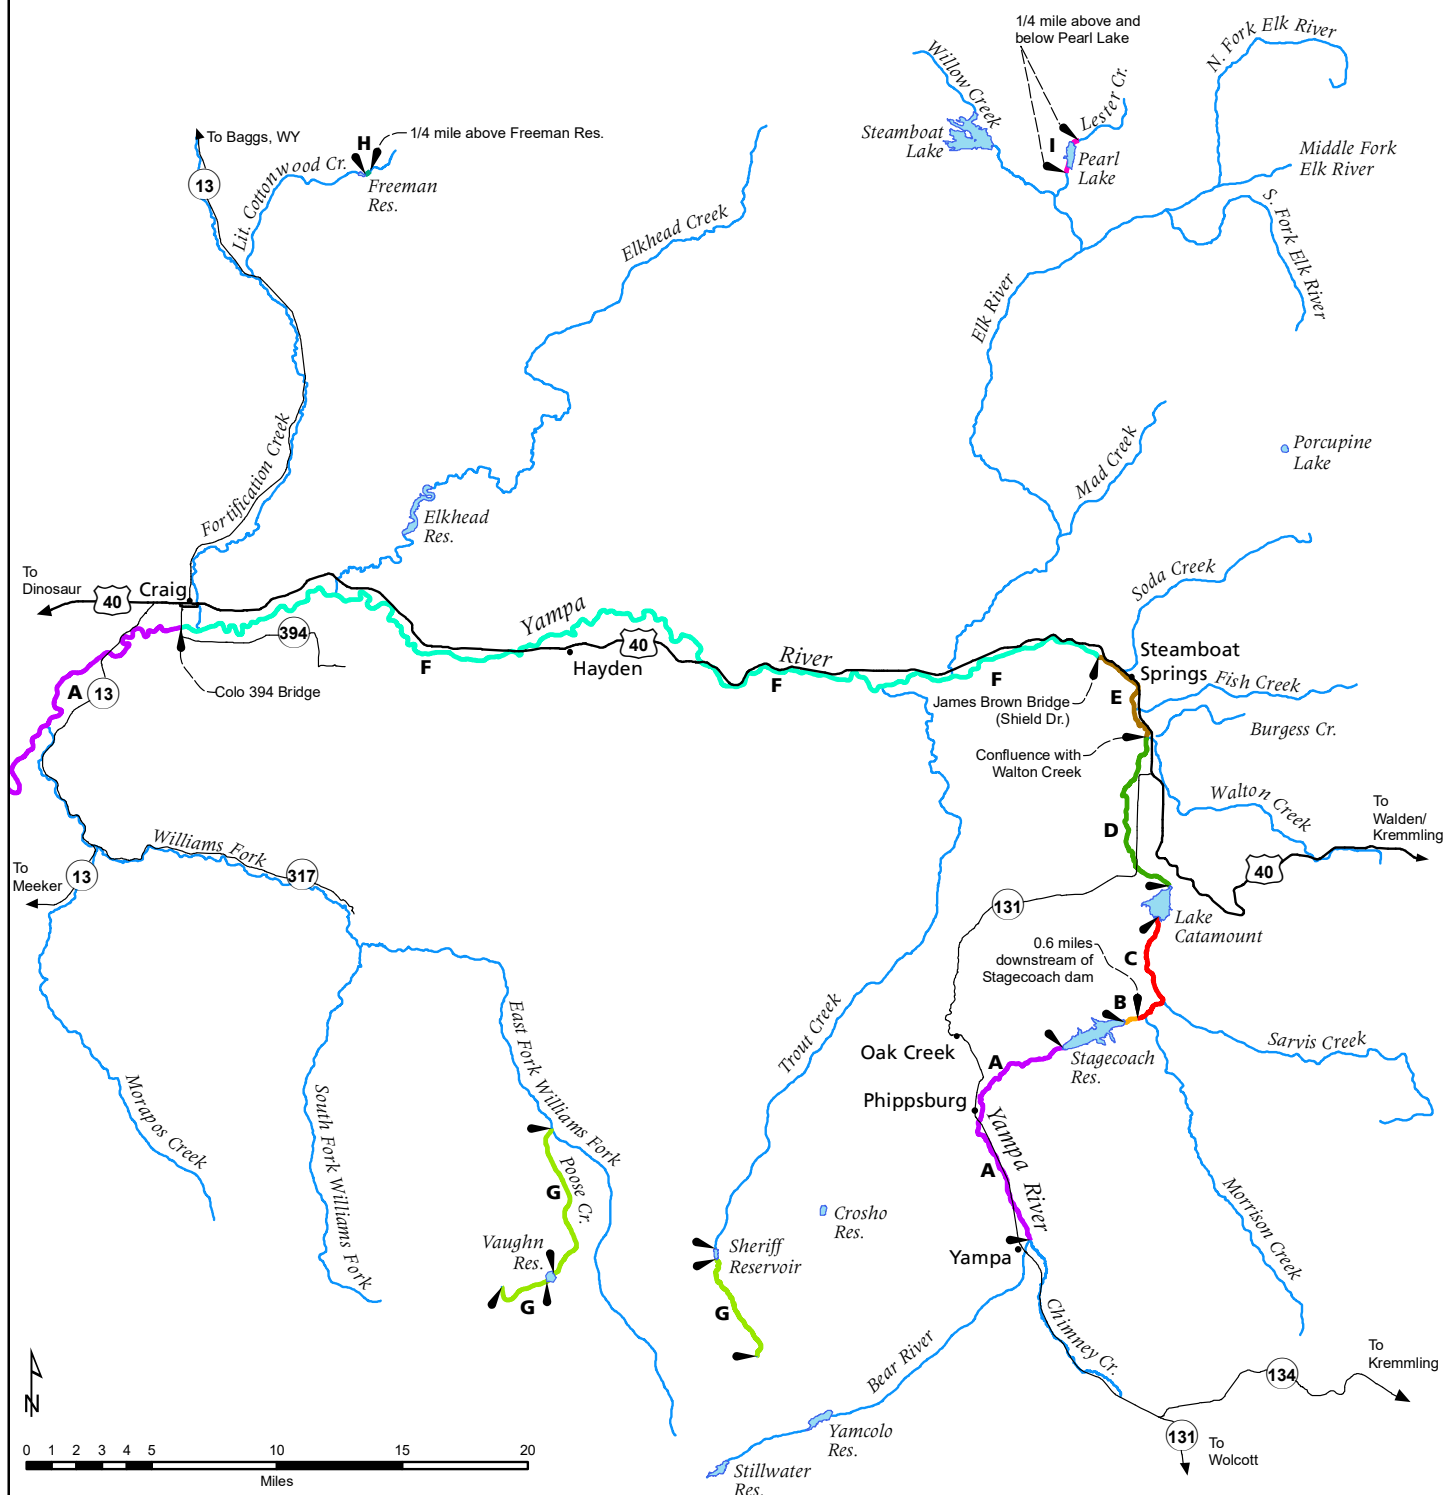 1/4 mile above and
below Pearl Lake
N. Fork Elk River
Willow Creek
Lester Cr.
Steamboat
Lake
I
Pearl
Lake
Middle Fork
Elk River
S. Fork Elk River
To Baggs, WY
H
1/4 mile above Freeman Res.
13
Lit. Cottonwood Cr.
Freeman
Res.
Elkhead Creek
Elk River
Mad Creek
Porcupine
Lake
Fortification Creek
Elkhead
Res.
Soda Creek
To
Dinosaur
40
Craig
394
Yampa
River
40
Hayden
F
F
F
Steamboat
Springs
Fish Creek
E
James Brown Bridge
(Shield Dr.)
Burgess Cr.
A
13
Colo 394 Bridge
Confluence with
Walton Creek
Walton Creek
To
Walden/
Kremmling
D
40
Williams Fork
To
Meeker
13
317
131
Lake
Catamount
0.6 miles
downstream of
Stagecoach dam
C
B
Sarvis Creek
Stagecoach
Res.
A
Oak Creek
Phippsburg
Yampa River
A
Trout Creek
East Fork Williams Fork
Morapos Creek
South Fork Williams Fork
Poose Cr.
G
Vaughn
Res.
G
Crosho
Res.
Sheriff
Reservoir
G
Morrison Creek
Yampa
Chimney Cr.
Bear River
To
Kremmling
134
131
To
Wolcott
Yamcolo
Res.
Stillwater
Res.
N
0 1 2 3 4 5 10 15 20
Miles